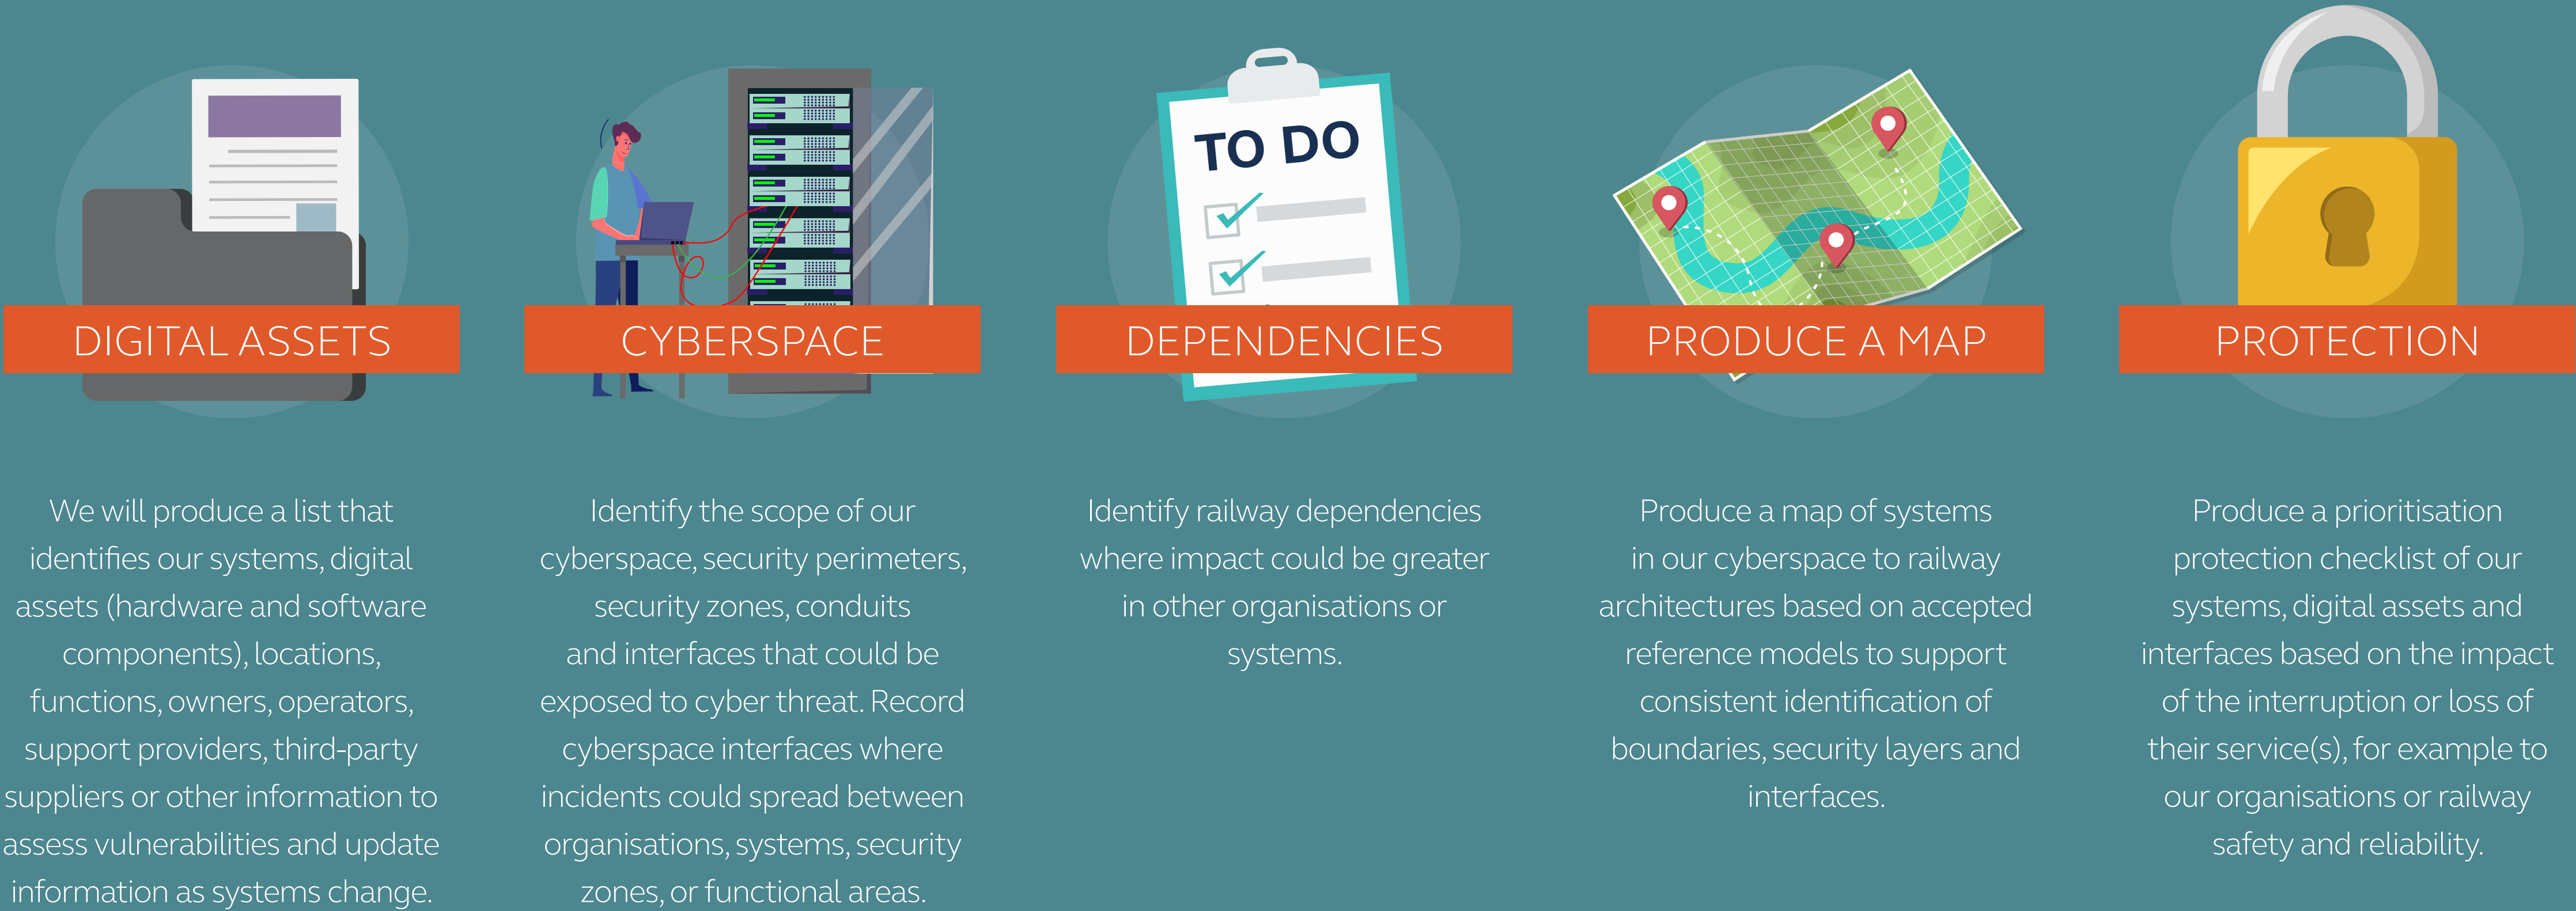 TO DO
DIGITAL ASSETS
We will produce a list that
identifies our systems, digital
assets (hardware and software
components), locations,
functions, owners, operators,
support providers, third-party
suppliers or other information to
assess vulnerabilities and update
information as systems change.
CYBERSPACE
Identify the scope of our
cyberspace, security perimeters,
security zones, conduits
and interfaces that could be
exposed to cyber threat. Record
cyberspace interfaces where
incidents could spread between
organisations, systems, security
zones, or functional areas.
DEPENDENCIES
Identify railway dependencies
where impact could be greater
in other organisations or
systems.
PRODUCE A MAP
Produce a map of systems
in our cyberspace to railway
architectures based on accepted
reference models to support
consistent identification of
boundaries, security layers and
interfaces.
PROTECTION
Produce a prioritisation
protection checklist of our
systems, digital assets and
interfaces based on the impact
of the interruption or loss of
their service(s), for example to
our organisations or railway
safety and reliability.